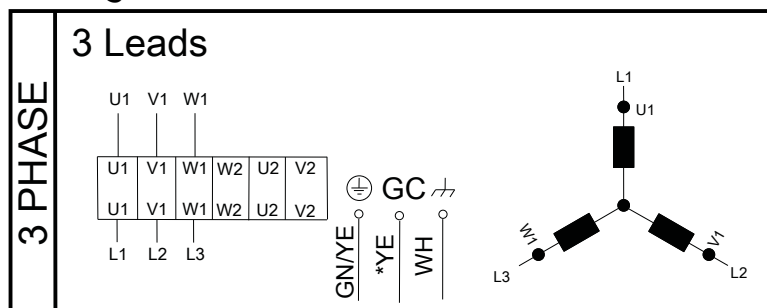 3 PHASE
3 Leads
U1 V1 W1
U1 V1 W1 W2 U2 V2
U1 V1 W1 W2 U2 V2
L1 L2 L3
GC
GN/YE
*YE
WH
L1
U1
W1
V1
L3
L2